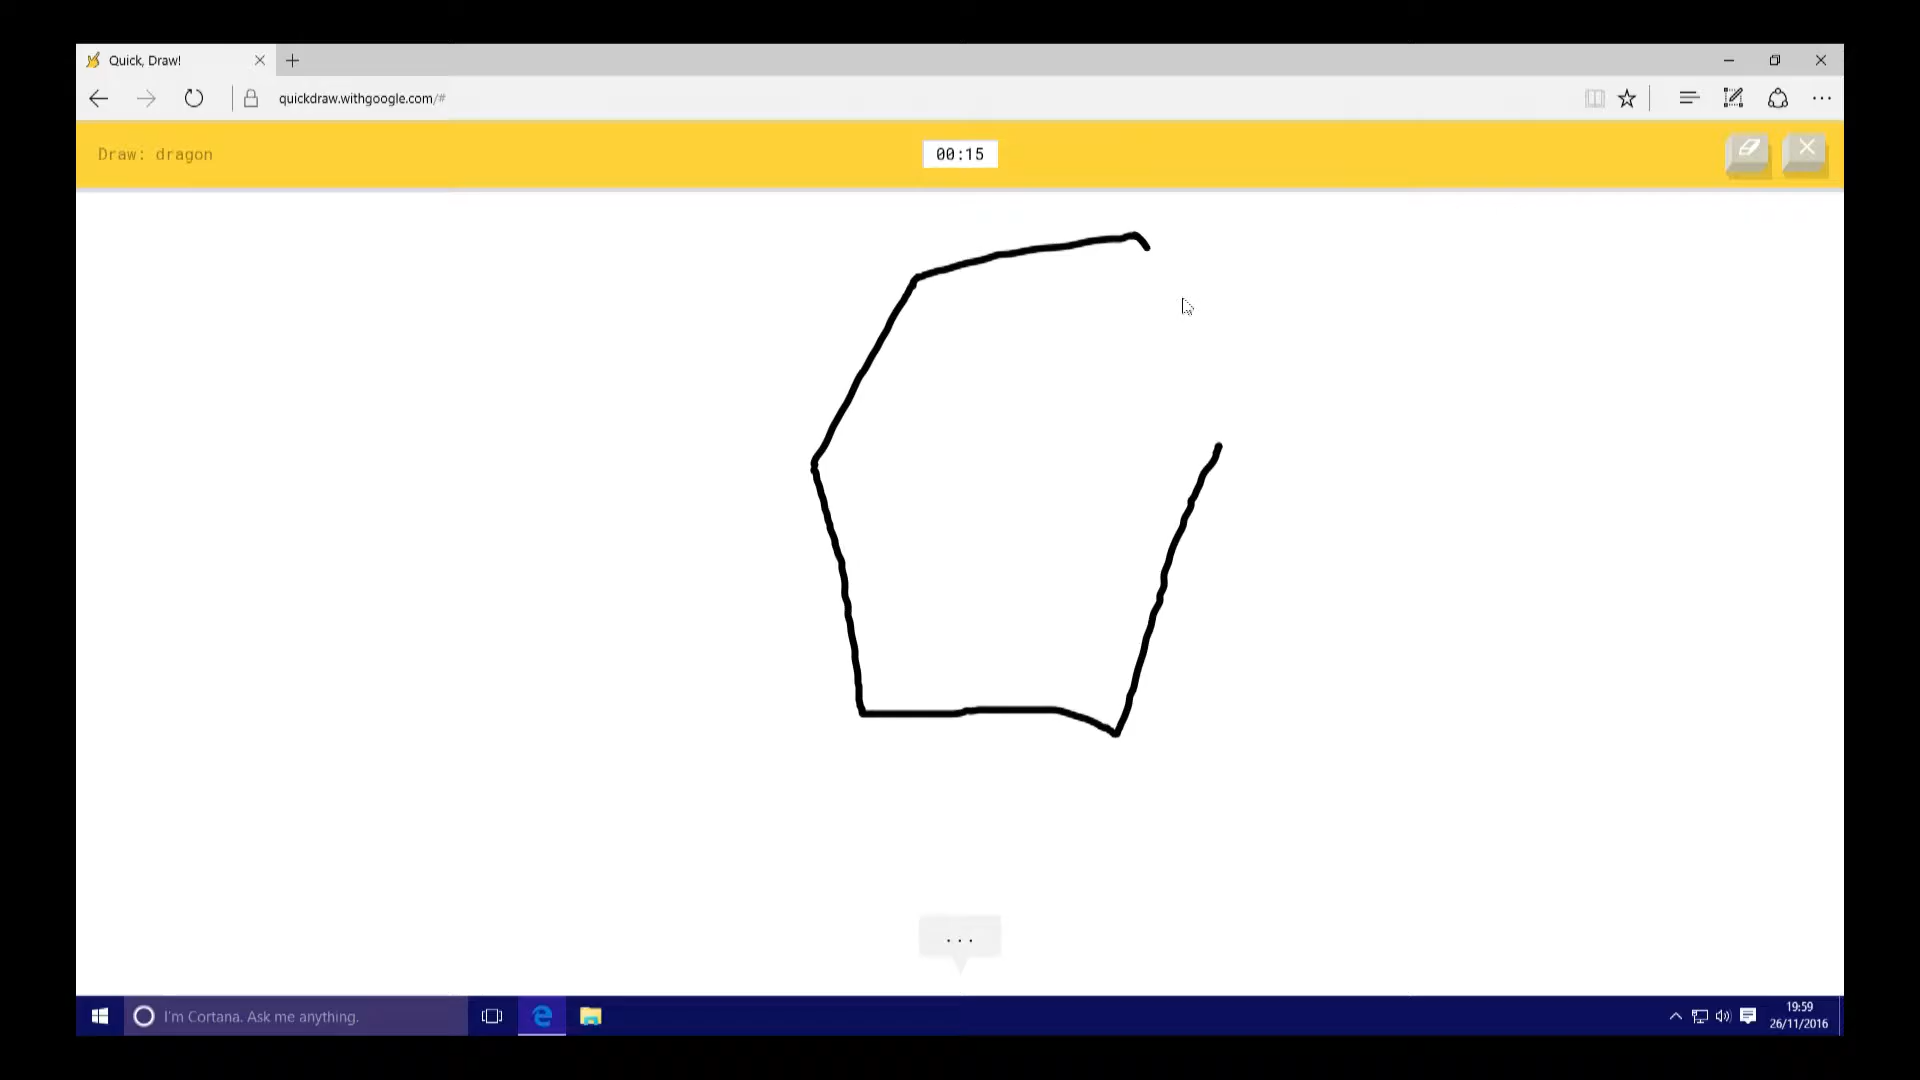 Quick, Draw!
quickdraw.withgoogle.com/#
Draw: dragon
00:15
...
I'm Cortana. Ask me anything.
19:59
26/11/2016